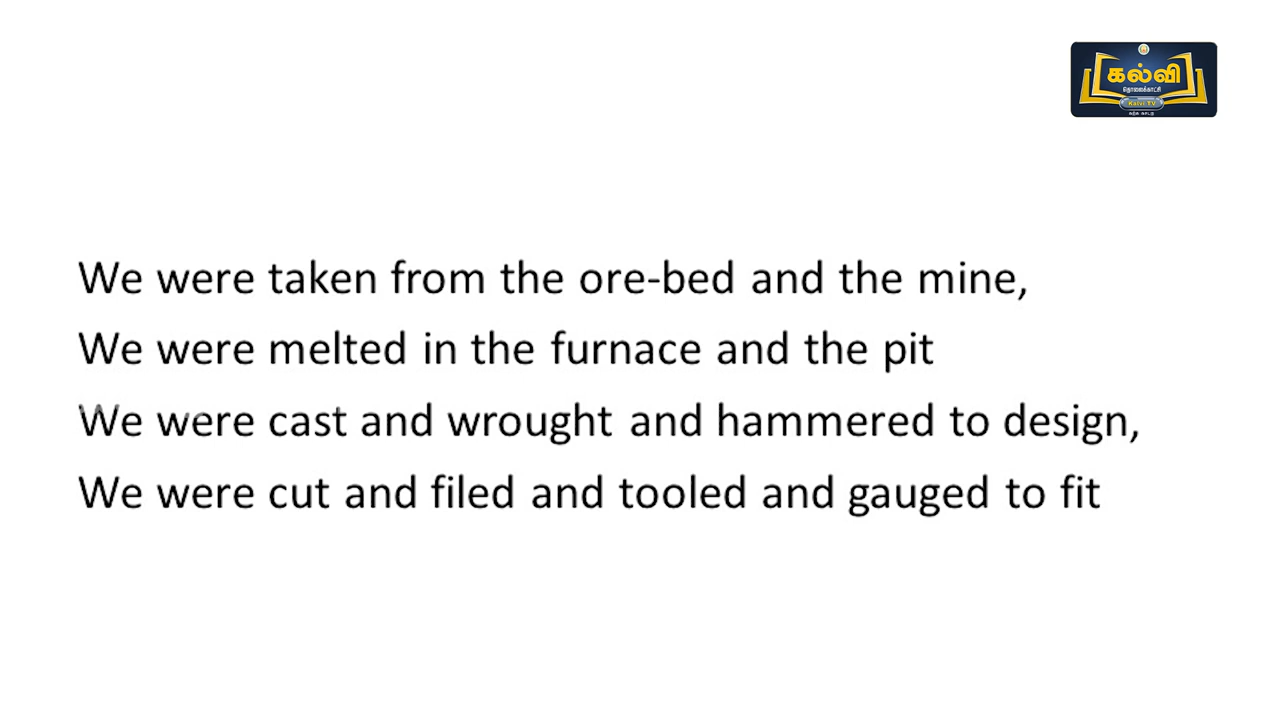 கல்வி
தொலைக்காட்சி
Kalvi TV
We were taken from the ore-bed and the mine,
We were melted in the furnace and the pit
We were cast and wrought and hammered to design,
We were cut and filed and tooled and gauged to fit